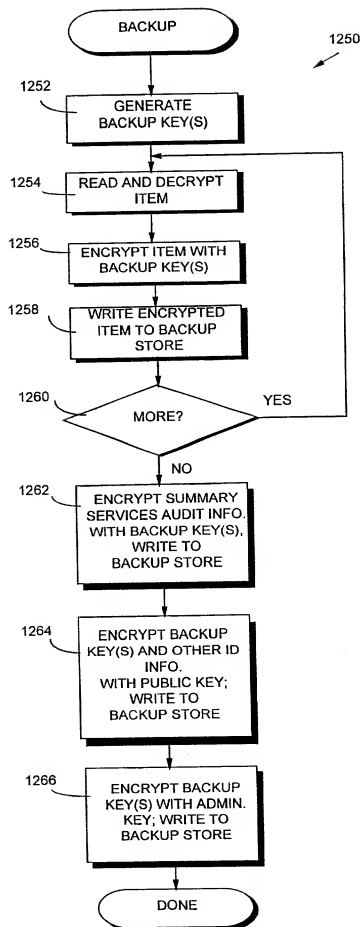 BACKUP
1250
1252
GENERATE
BACKUP KEY(S)
1254
READ AND DECRYPT
ITEM
1256
ENCRYPT ITEM WITH
BACKUP KEY(S)
1258
WRITE ENCRYPTED
ITEM TO BACKUP
STORE
1260
MORE?
YES
NO
1262
ENCRYPT SUMMARY
SERVICES AUDIT INFO.
WITH BACKUP KEY(S),
WRITE TO
BACKUP STORE
1264
ENCRYPT BACKUP
KEY(S) AND OTHER ID
INFO.
WITH PUBLIC KEY;
WRITE TO
BACKUP STORE
1266
ENCRYPT BACKUP
KEY(S) WITH ADMIN.
KEY; WRITE TO
BACKUP STORE
DONE